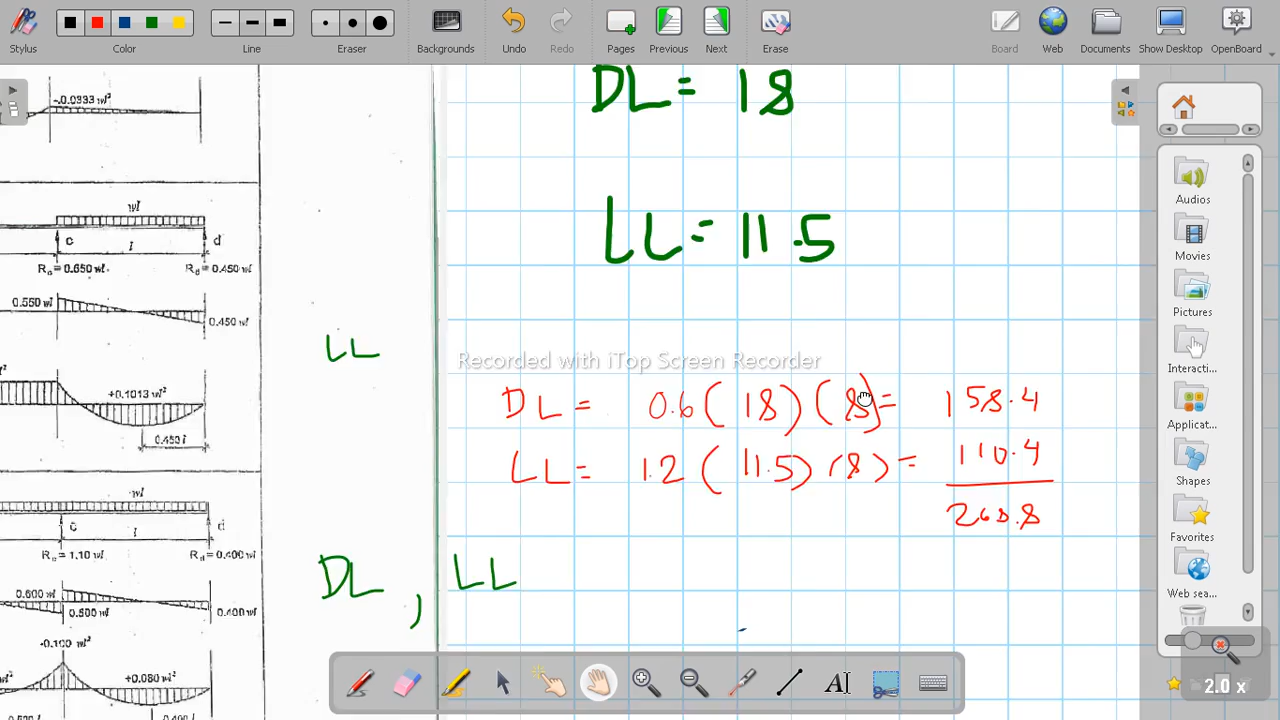 Stylus
Color
Line
Eraser
Backgrounds
Undo
Redo
Pages
Previous
Next
Erase
Board
Web
Documents
Show Desktop
OpenBoard
-0.0333 wl²
wl
c
d
l
Rc = 0.650 wl
Rd = 0.450 wl
0.550 wl
0.450 wl
+0.1013 wl²
0.450 l
wl
c
d
l
Rc = 1.10 wl
Rd = 0.400 wl
0.600 wl
0.500 wl
0.400 wl
-0.100 wl²
+0.080 wl²
DL = 18
LL = 11.5
LL
Recorded with iTop Screen Recorder
DL = 0.6 (18) (8) = 158.4
LL = 1.2 (11.5) (8) = 110.4
268.8
DL, LL
Audios
Movies
Pictures
Interacti...
Applicat...
Shapes
Favorites
Web sea...
2.0 x